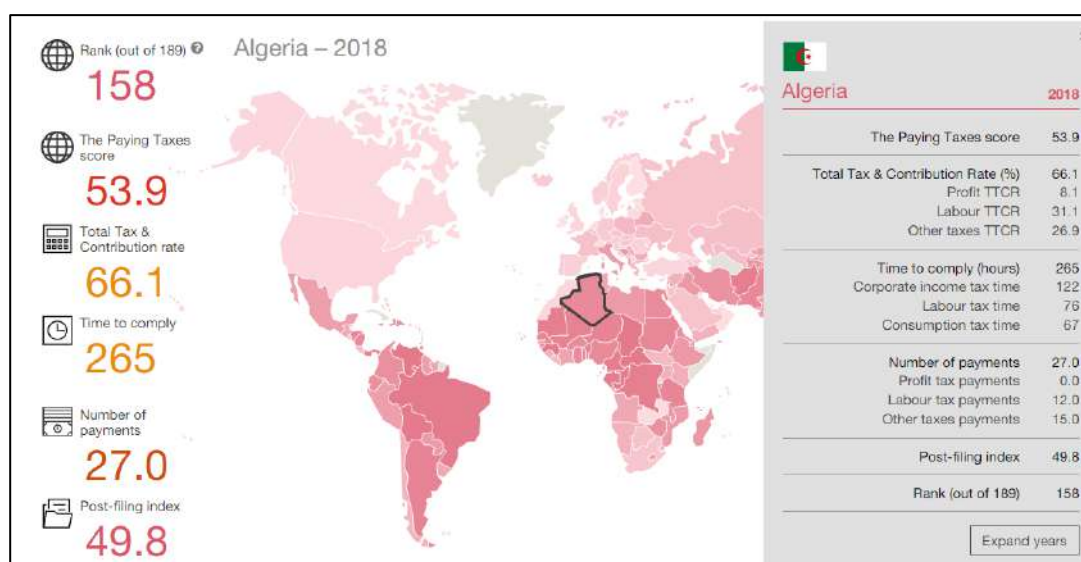 Rank (out of 189) ?
158
The Paying Taxes
score
53.9
Total Tax &
Contribution rate
66.1
Time to comply
265
Number of
payments
27.0
Post-filing index
49.8
Algeria – 2018
Algeria 2018
The Paying Taxes score 53.9
Total Tax & Contribution Rate (%) 66.1
Profit TTCR 8.1
Labour TTCR 31.1
Other taxes TTCR 26.9
Time to comply (hours) 265
Corporate income tax time 122
Labour tax time 76
Consumption tax time 67
Number of payments 27.0
Profit tax payments 0.0
Labour tax payments 12.0
Other taxes payments 15.0
Post-filing index 49.8
Rank (out of 189) 158
Expand years